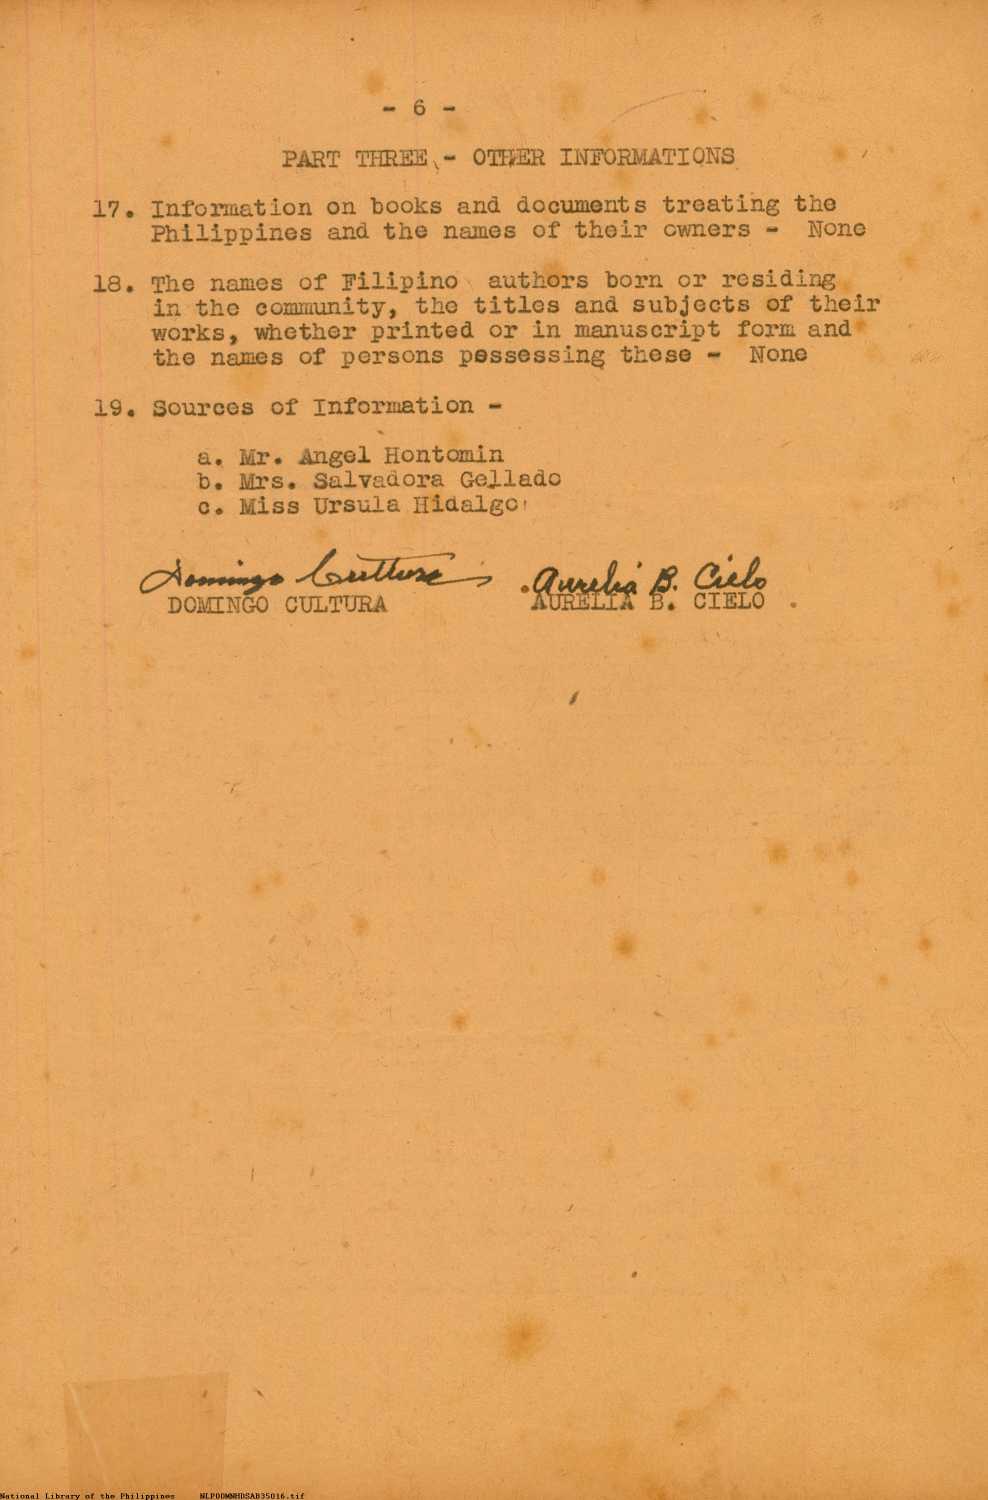 - 6 -
PART THREE - OTHER INFORMATIONS
17. Information on books and documents treating the
Philippines and the names of their owners - None
18. The names of Filipino authors born or residing
in the community, the titles and subjects of their
works, whether printed or in manuscript form and
the names of persons possessing these - None
19. Sources of Information -
a. Mr. Angel Hontomin
b. Mrs. Salvadora Gellado
c. Miss Ursula Hidalgo
Domingo Cultura Aurelia B. Cielo
DOMINGO CULTURA AURELIA B. CIELO
National Library of the Philippines NLPODMNHDSAB35016.tif